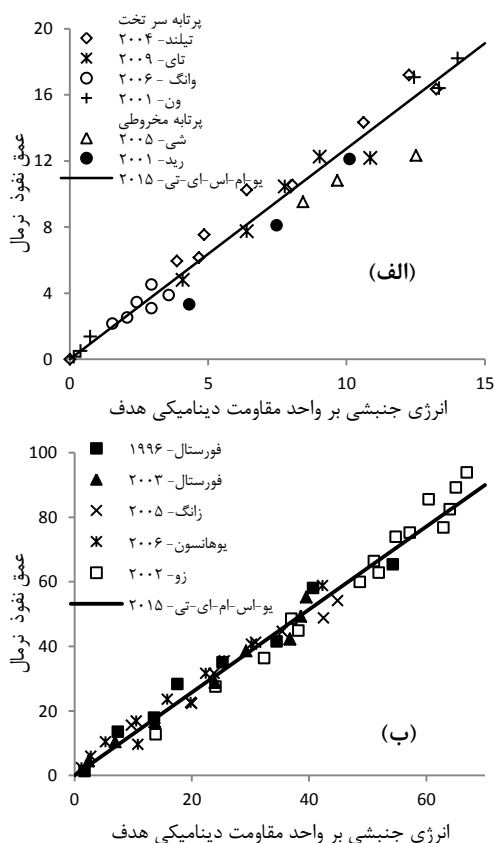 پرتابه سر تخت
تیلند- ۲۰۰۴
تای- ۲۰۰۹
وانگ- ۲۰۰۶
ون- ۲۰۰۱
پرتابه مخروطی
شی- ۲۰۰۵
رید- ۲۰۰۱
یو-ام-اس-ای-تی- ۲۰۱۵
عمق نفوذ نرمال
20
16
12
8
4
0
(الف)
0 5 10 15
انرژی جنبشی بر واحد مقاومت دینامیکی هدف
فورستال- ۱۹۹۶
فورستال- ۲۰۰۳
زانگ- ۲۰۰۵
یوهانسون- ۲۰۰۶
زو- ۲۰۰۲
یو-اس-ام-ای-تی- ۲۰۱۵
عمق نفوذ نرمال
100
80
60
40
20
0
(ب)
0 20 40 60
انرژی جنبشی بر واحد مقاومت دینامیکی هدف